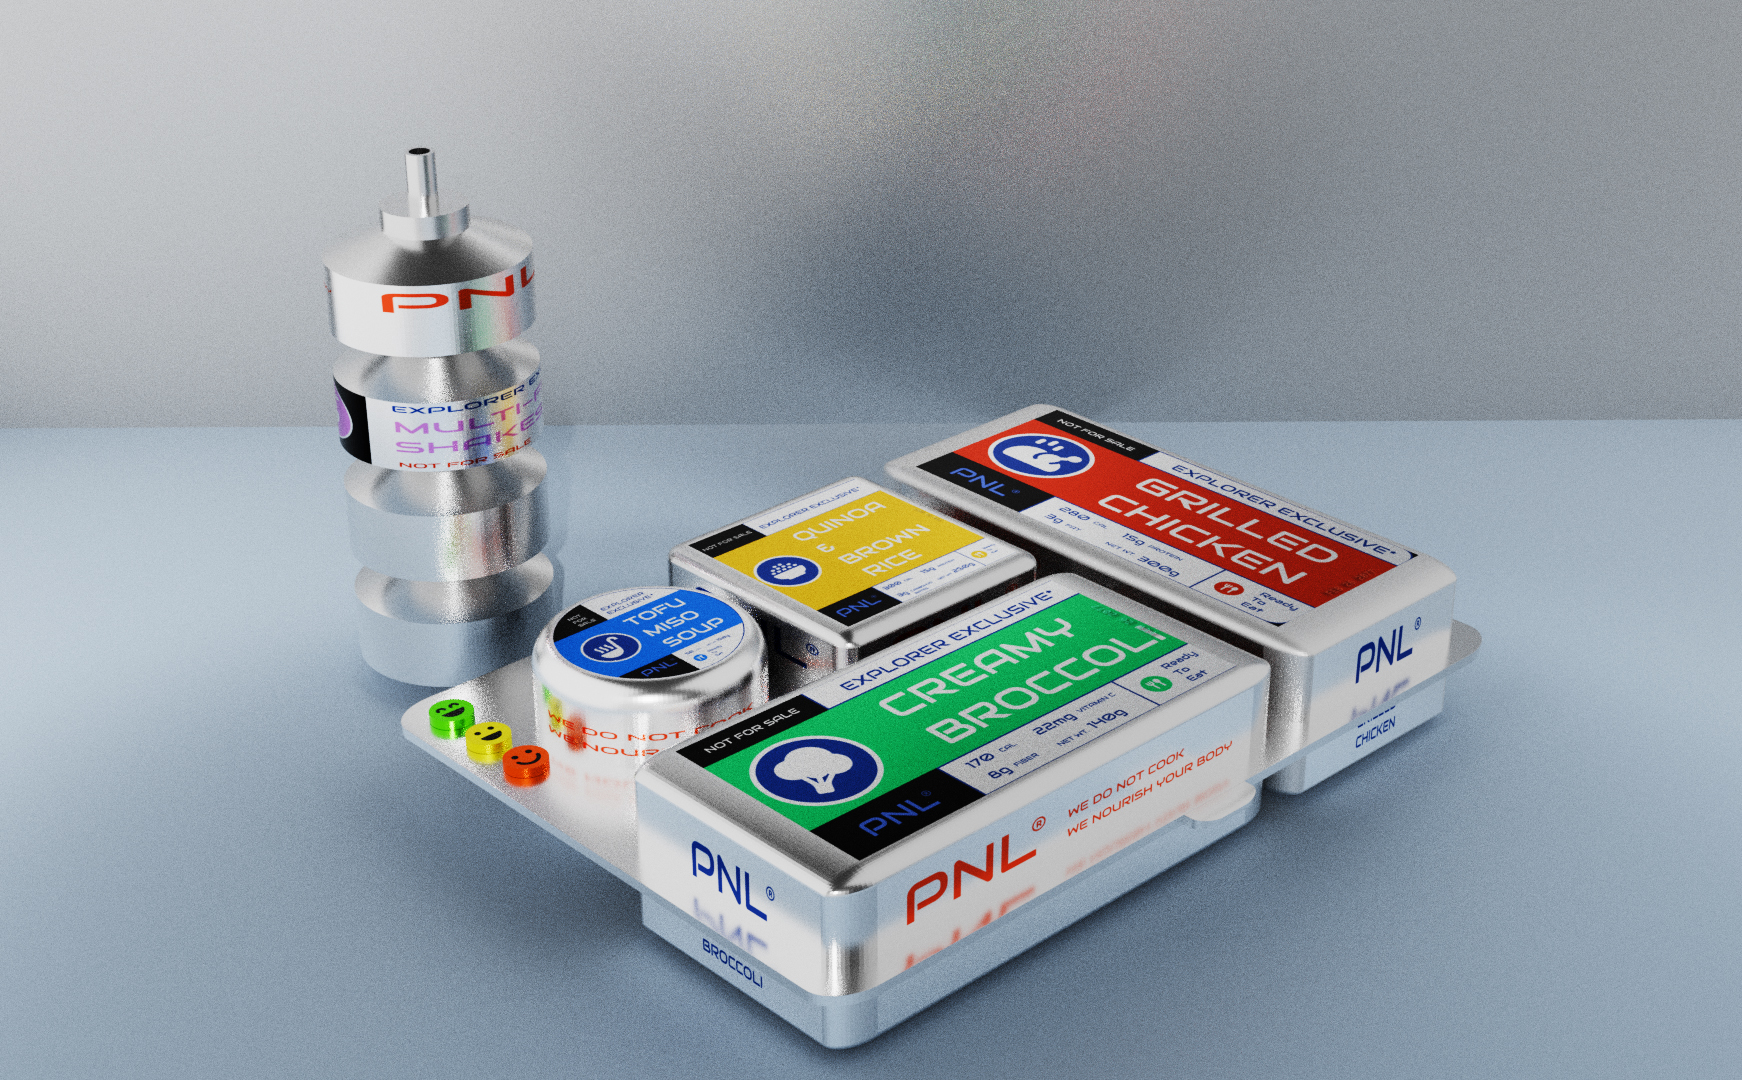 PNL
EXPLORER EX
MULTI-
SHAKE
NOT FOR SALE
NOT FOR SALE
EXPLORER EXCLUSIVE*
PNL®
GRILLED
CHICKEN
280 CAL 15g PROTEIN
3g FAT NET WT 300g
Ready
To
Eat
PNL®
CHICKEN
NOT FOR SALE
EXPLORER EXCLUSIVE*
QUINOA
&
BROWN
RICE
PNL®
EXPLORER
EXCLUSIVE*
NOT
FOR
SALE
TOFU
MISO
SOUP
PNL
WE DO NOT COOK
WE NOUR
NOT FOR SALE
EXPLORER EXCLUSIVE*
CREAMY
BROCCOLI
PNL®
170 CAL 22mg VITAMIN C
8g FIBER NET WT 140g
Ready
To
Eat
PNL®
BROCCOLI
PNL®
WE DO NOT COOK
WE NOURISH YOUR BODY